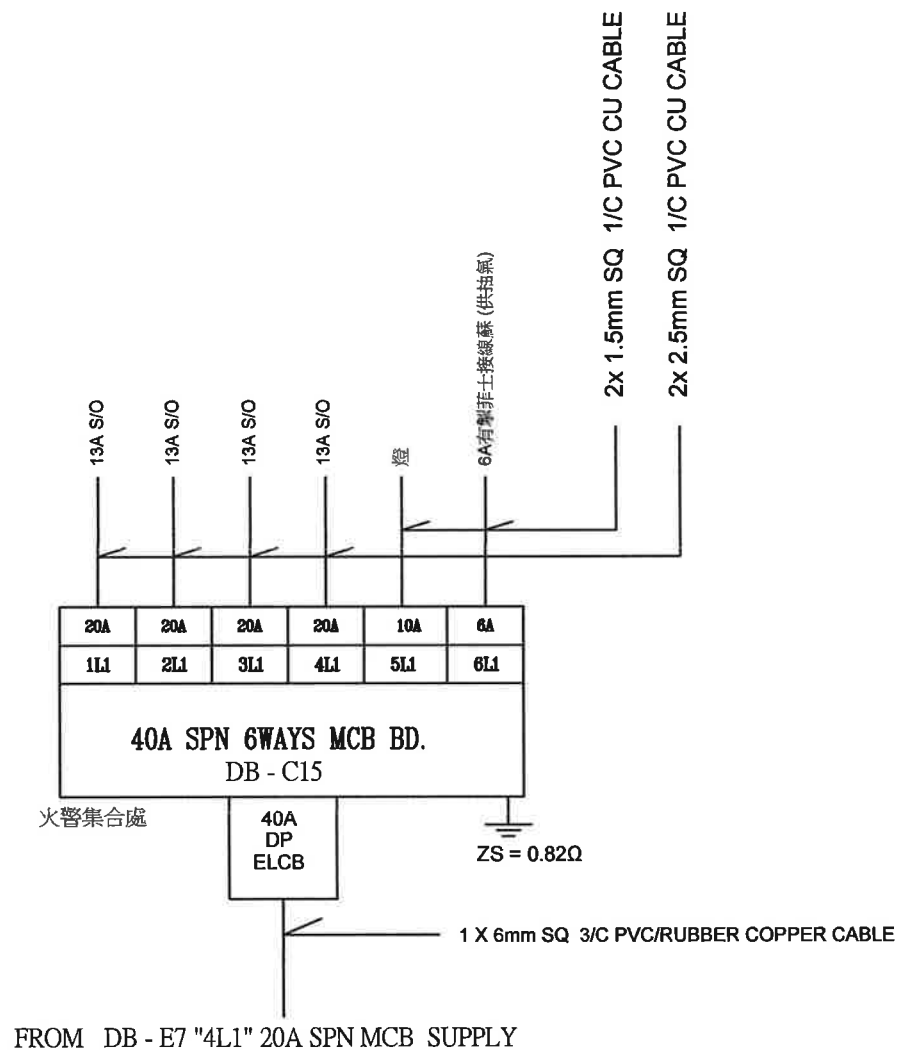 2x 1.5mm SQ 1/C PVC CU CABLE
2x 2.5mm SQ 1/C PVC CU CABLE
13A S/O
13A S/O
13A S/O
13A S/O
燈
6A有掣菲士接線蘇 (供抽氣)
20A 20A 20A 20A 10A 6A
1L1 2L1 3L1 4L1 5L1 6L1
40A SPN 6WAYS MCB BD.
DB - C15
火警集合處
40A
DP
ELCB
ZS = 0.82Ω
1 X 6mm SQ 3/C PVC/RUBBER COPPER CABLE
FROM DB - E7 "4L1" 20A SPN MCB SUPPLY